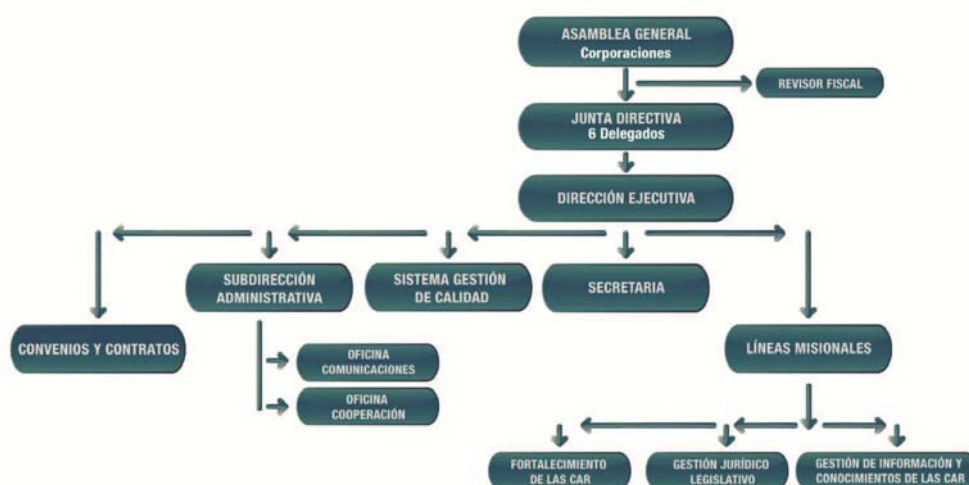 ASAMBLEA GENERAL
Corporaciones
REVISOR FISCAL
JUNTA DIRECTIVA
6 Delegados
DIRECCIÓN EJECUTIVA
SUBDIRECCIÓN
ADMINISTRATIVA
SISTEMA GESTIÓN
DE CALIDAD
SECRETARIA
CONVENIOS Y CONTRATOS
OFICINA
COMUNICACIONES
OFICINA
COOPERACIÓN
LÍNEAS MISIONALES
FORTALECIMIENTO
DE LAS CAR
GESTIÓN JURÍDICO
LEGISLATIVO
GESTIÓN DE INFORMACIÓN Y
CONOCIMIENTOS DE LAS CAR